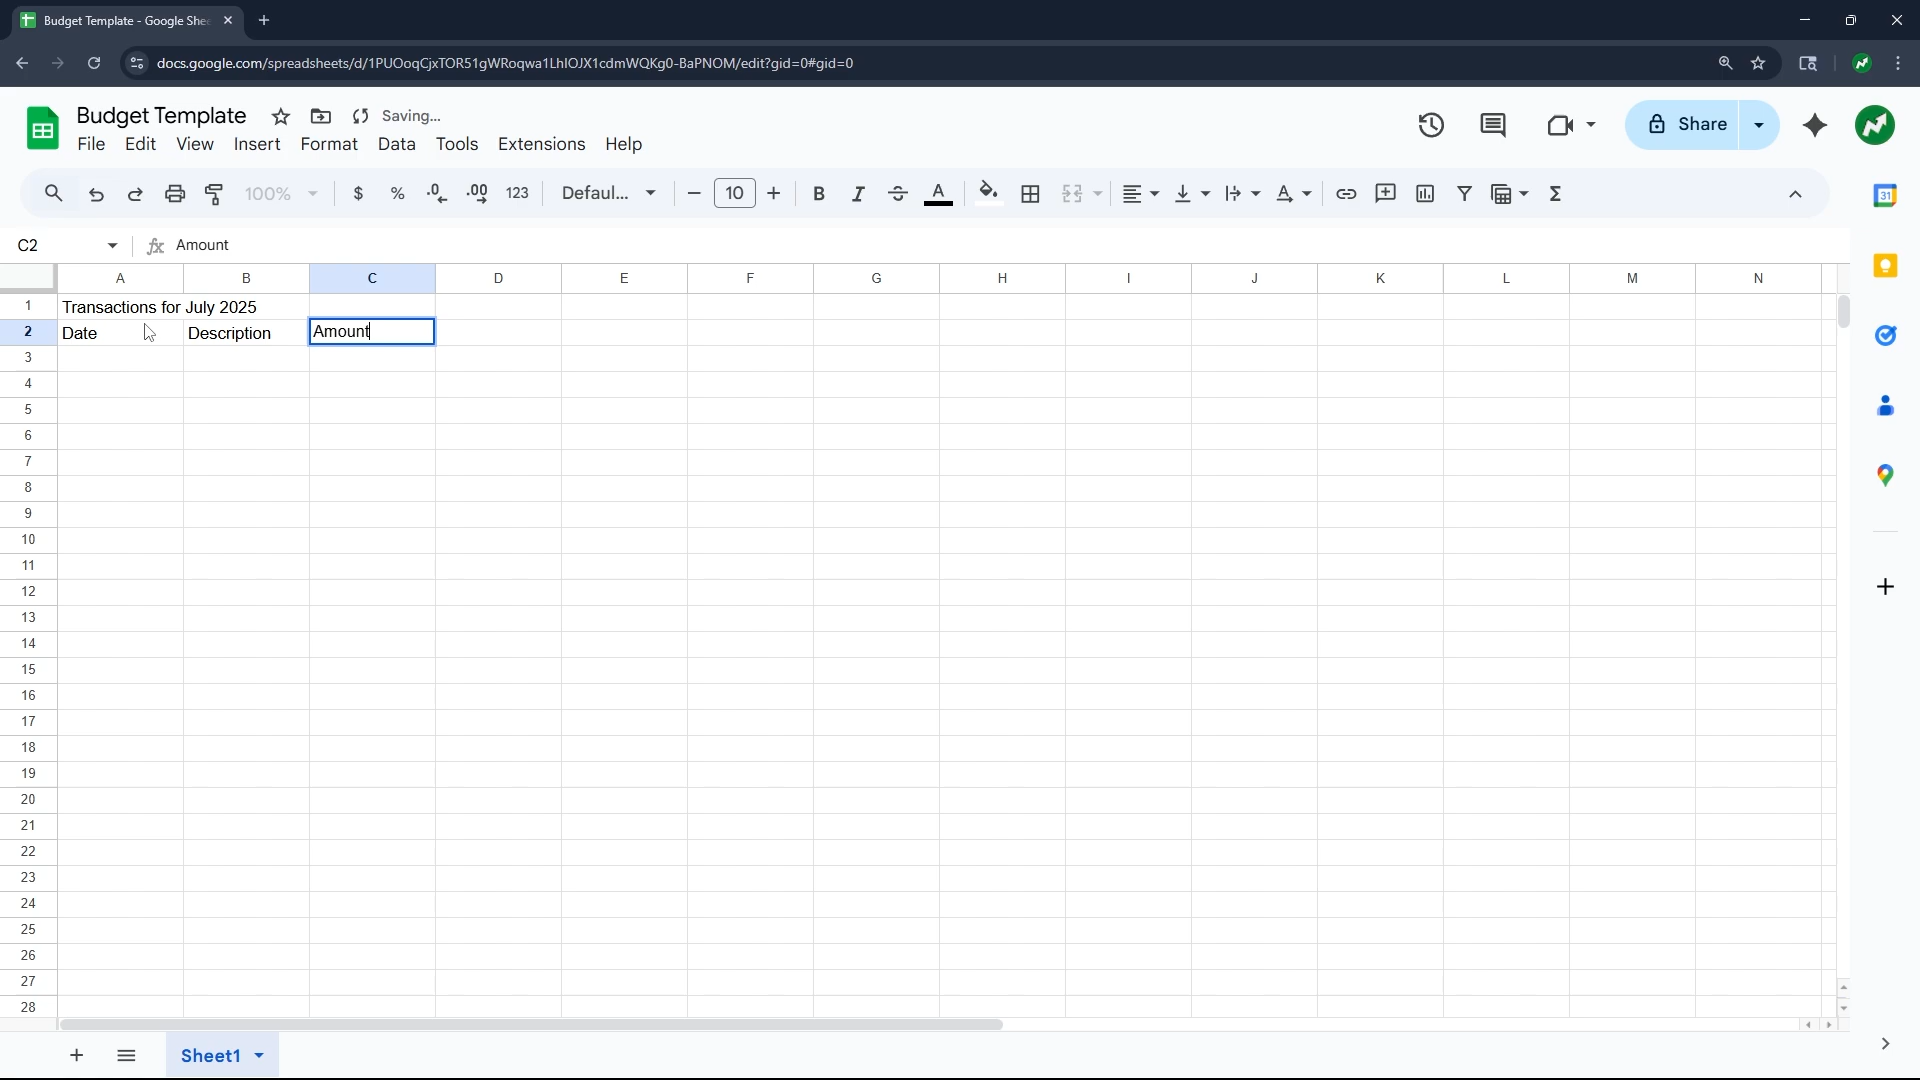 Budget Template - Google She
docs.google.com/spreadsheets/d/1PUOoqCjxTOR51gWRoqwa1LhIOJX1cdmWQKg0-BaPNOM/edit?gid=0#gid=0
Budget Template Saving...
File Edit View Insert Format Data Tools Extensions Help
Share
100% $ % .0 .00 123 Defaul... 10 B I S A A Σ
31
C2 fx Amount
A B C D E F G H I J K L M N
1 Transactions for July 2025
2 Date Description Amount
3
4
5
6
7
8
9
10
11
12
13
14
15
16
17
18
19
20
21
22
23
24
25
26
27
28
Sheet1